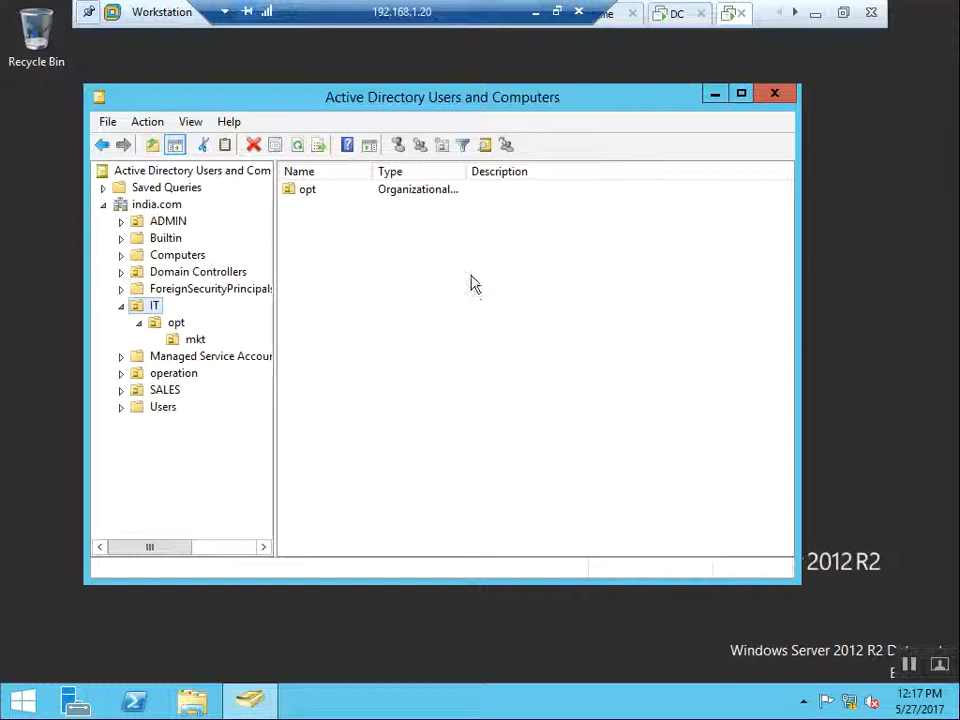 Workstation
192.168.1.20
me
DC
Recycle Bin
Active Directory Users and Computers
File Action View Help
Active Directory Users and Com
Saved Queries
india.com
ADMIN
Builtin
Computers
Domain Controllers
ForeignSecurityPrincipals
IT
opt
mkt
Managed Service Accour
operation
SALES
Users
Name Type Description
opt Organizational...
2012 R2
Windows Server 2012 R2 D
12:17 PM
5/27/2017